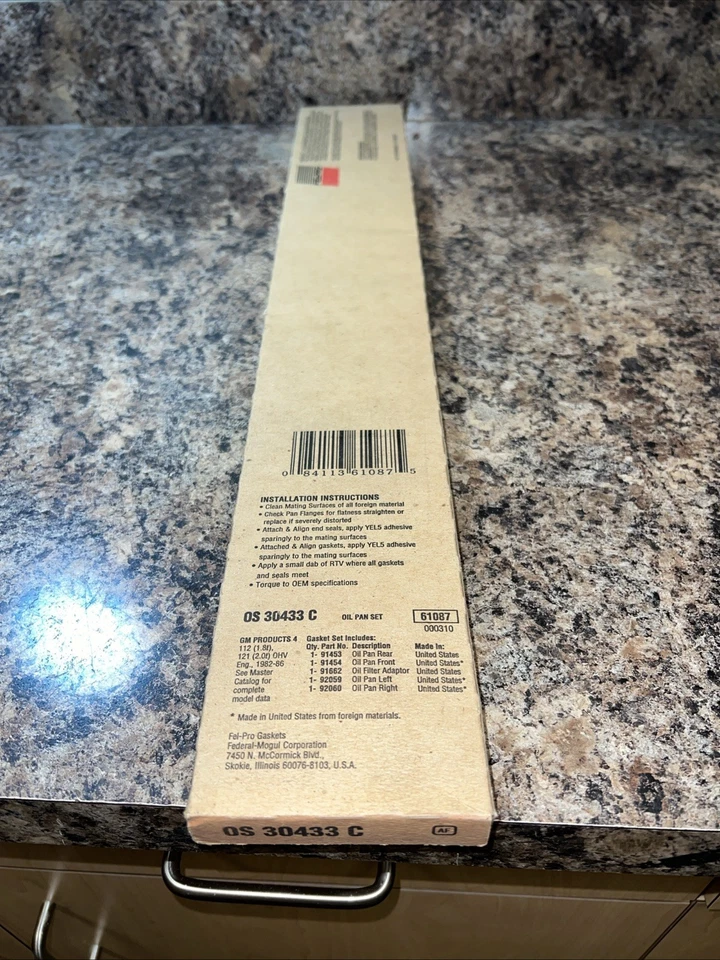 0 84113 61087 5
INSTALLATION INSTRUCTIONS
• Clean Mating Surfaces of all foreign material
• Check Pan Flanges for flatness straighten or
replace if severely distorted
• Attach & Align end seals, apply YEL5 adhesive
sparingly to the mating surfaces
• Attached & Align gaskets, apply YEL5 adhesive
sparingly to the mating surfaces
• Apply a small dab of RTV where all gaskets
and seals meet
• Torque to OEM specifications
OS 30433 C OIL PAN SET 61087
000310
GM PRODUCTS 4
112 (1.8ℓ),
121 (2.0ℓ) OHV
Eng., 1982-86
See Master
Catalog for
complete
model data
Gasket Set Includes:
Qty. Part No. Description Made In:
1- 91453 Oil Pan Rear United States
1- 91454 Oil Pan Front United States*
1- 91662 Oil Filter Adaptor United States
1- 92059 Oil Pan Left United States*
1- 92060 Oil Pan Right United States*
* Made in United States from foreign materials.
Fel-Pro Gaskets
Federal-Mogul Corporation
7450 N. McCormick Blvd.,
Skokie, Illinois 60076-8103, U.S.A.
OS 30433 C AF